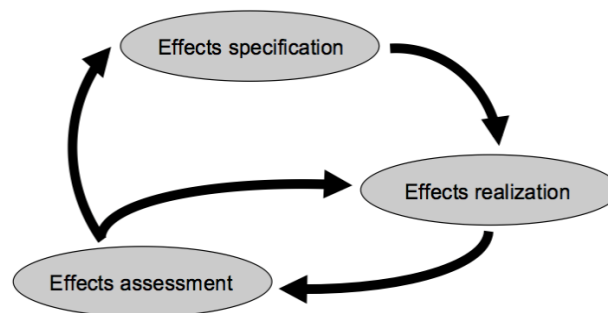 Effects specification
Effects realization
Effects assessment